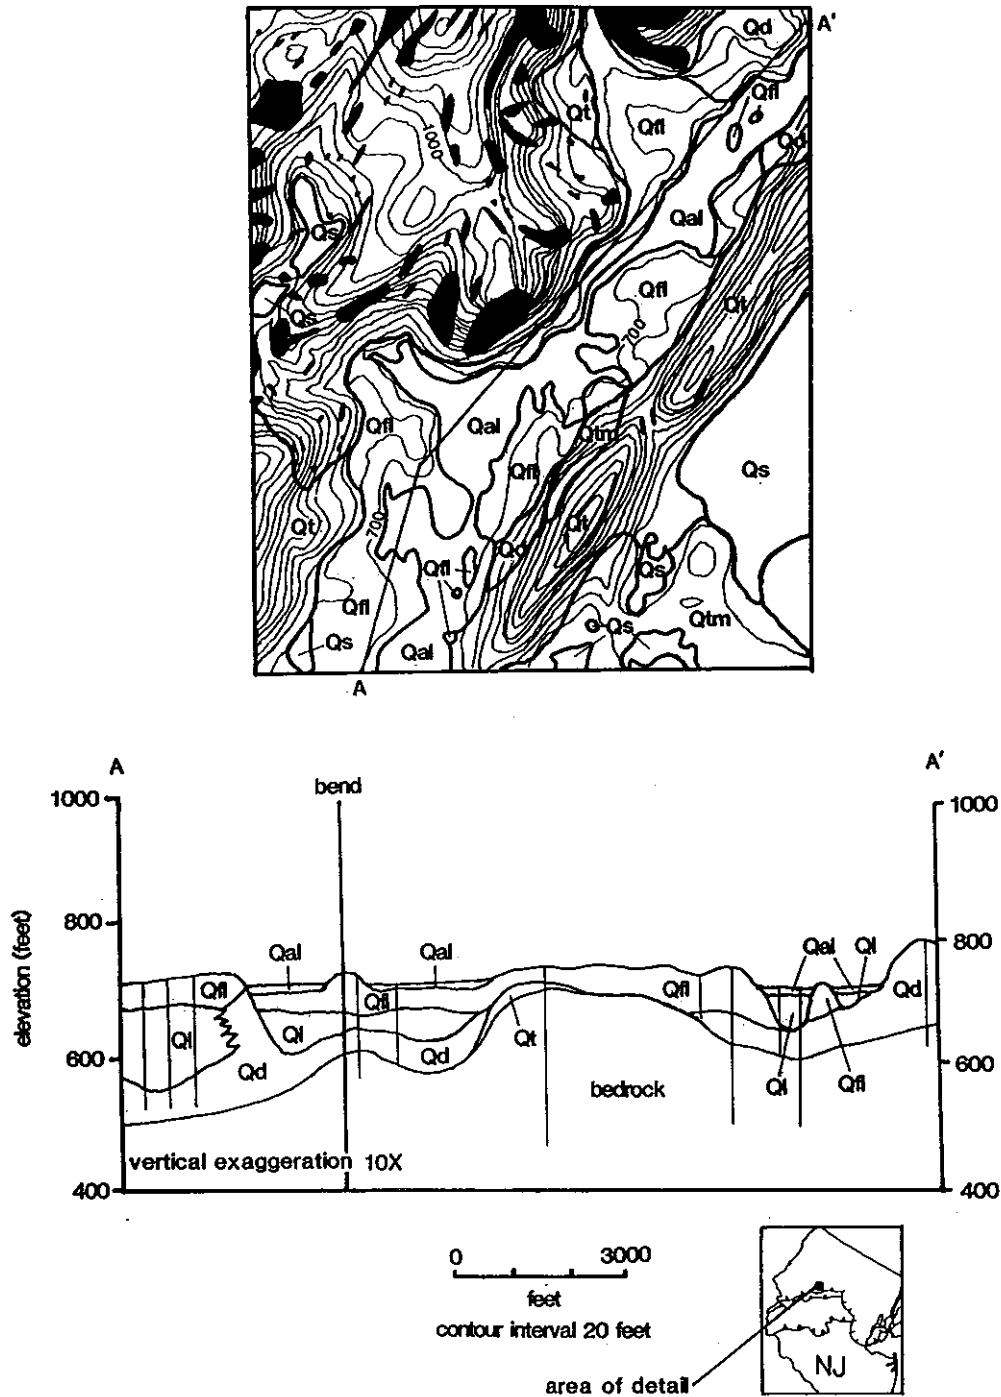 Qd
A'
Qfl
Qt
Qfl
1000
Qd
Qal
Qs
Qfl
Qt
Qs
700
Qfl
Qal
Qtm
Qfl
Qs
Qt
700
Qt
Qd
Qfl
Qs
Qfl
Qtm
Qs
Qs
Qal
A
A
A'
bend
1000
1000
800
800
Qal
Qal
Qal
Ql
Qfl
Qfl
Qfl
Qd
elevation (feet)
Ql
Ql
Qt
600
600
Qd
Qd
bedrock
Ql
Qfl
vertical exaggeration 10X
400
400
0 3000
feet
contour interval 20 feet
NJ
area of detail